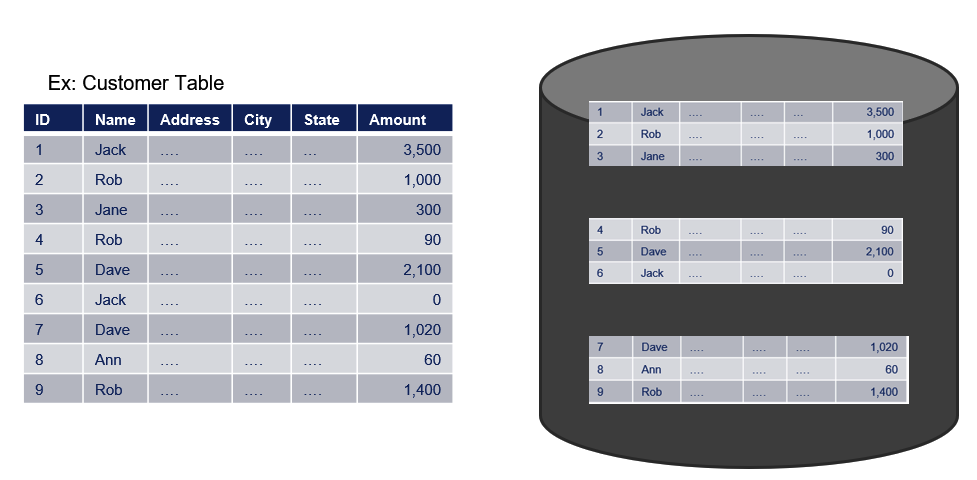 Ex: Customer Table
ID Name Address City State Amount
1 Jack .... .... ... 3,500
2 Rob .... .... .... 1,000
3 Jane .... .... .... 300
4 Rob .... .... .... 90
5 Dave .... .... .... 2,100
6 Jack .... .... .... 0
7 Dave .... .... .... 1,020
8 Ann .... .... .... 60
9 Rob .... .... .... 1,400
1 Jack .... .... ... 3,500
2 Rob .... .... .... 1,000
3 Jane .... .... .... 300
4 Rob .... .... .... 90
5 Dave .... .... .... 2,100
6 Jack .... .... .... 0
7 Dave .... .... .... 1,020
8 Ann .... .... .... 60
9 Rob .... .... .... 1,400